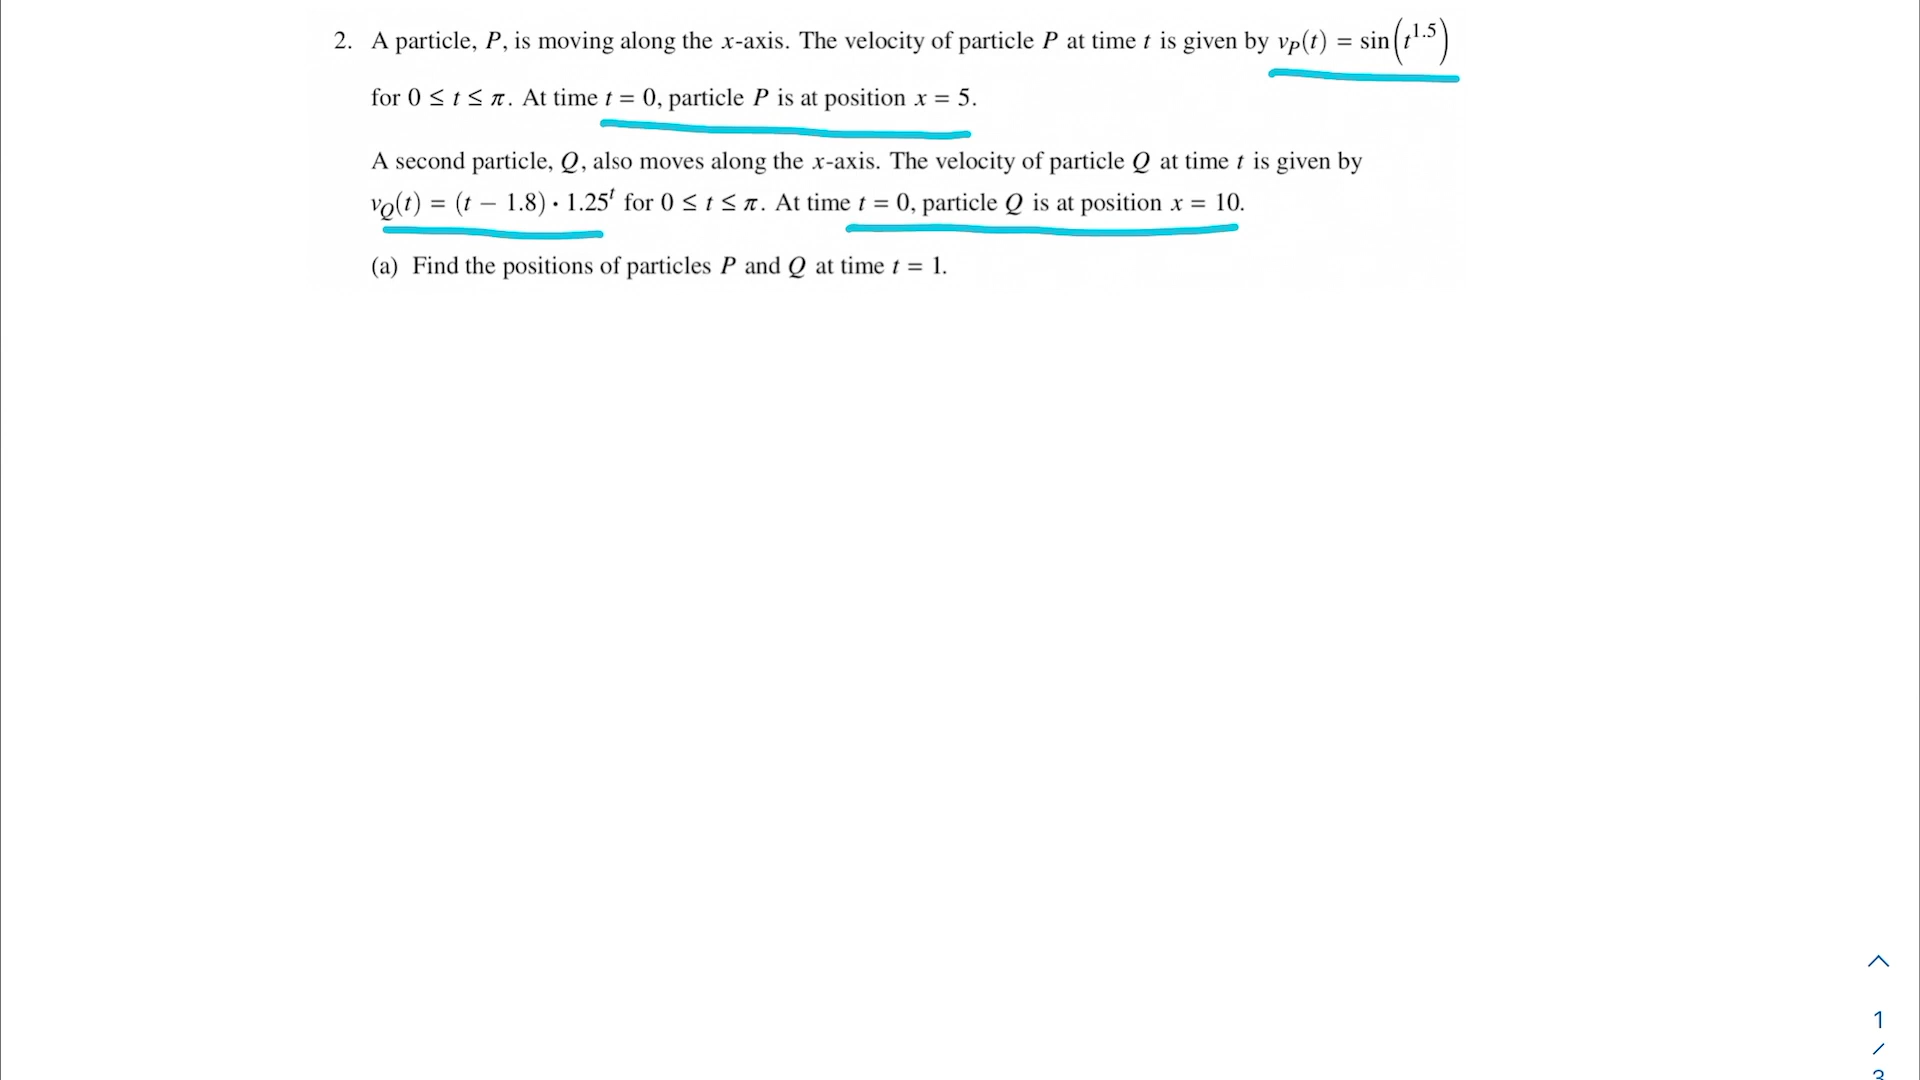 2. A particle, P, is moving along the x-axis. The velocity of particle P at time t is given by v_P(t) = sin(t^1.5)
for 0 ≤ t ≤ π. At time t = 0, particle P is at position x = 5.
A second particle, Q, also moves along the x-axis. The velocity of particle Q at time t is given by
v_Q(t) = (t − 1.8) · 1.25^t for 0 ≤ t ≤ π. At time t = 0, particle Q is at position x = 10.
(a) Find the positions of particles P and Q at time t = 1.
1
/
3